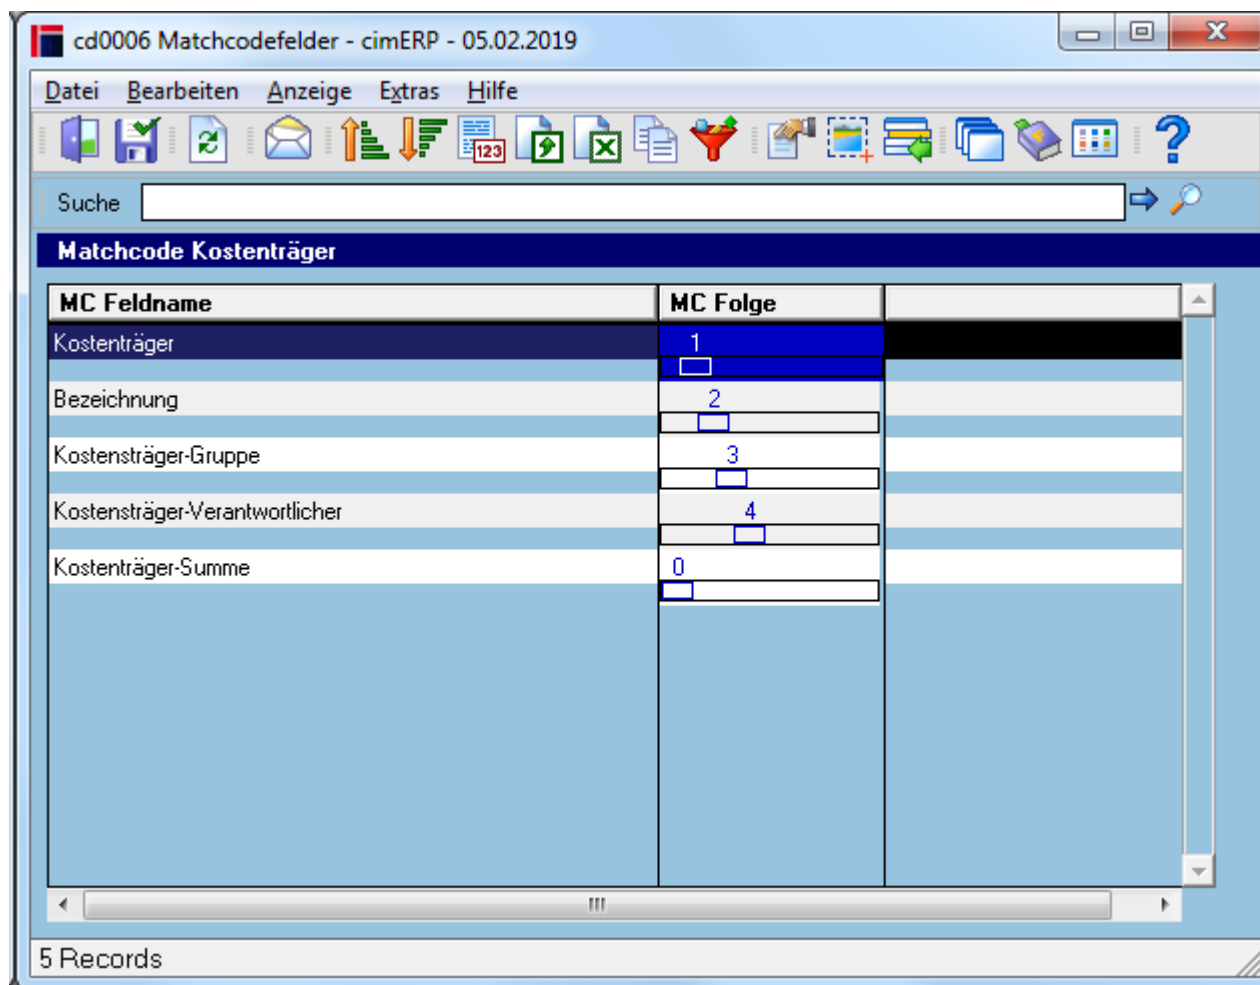 cd0006 Matchcodefelder - cimERP - 05.02.2019
Datei Bearbeiten Anzeige Extras Hilfe
123
Suche
Matchcode Kostenträger
MC Feldname MC Folge
Kostenträger 1
Bezeichnung 2
Kostensträger-Gruppe 3
Kostensträger-Verantwortlicher 4
Kostenträger-Summe 0
5 Records